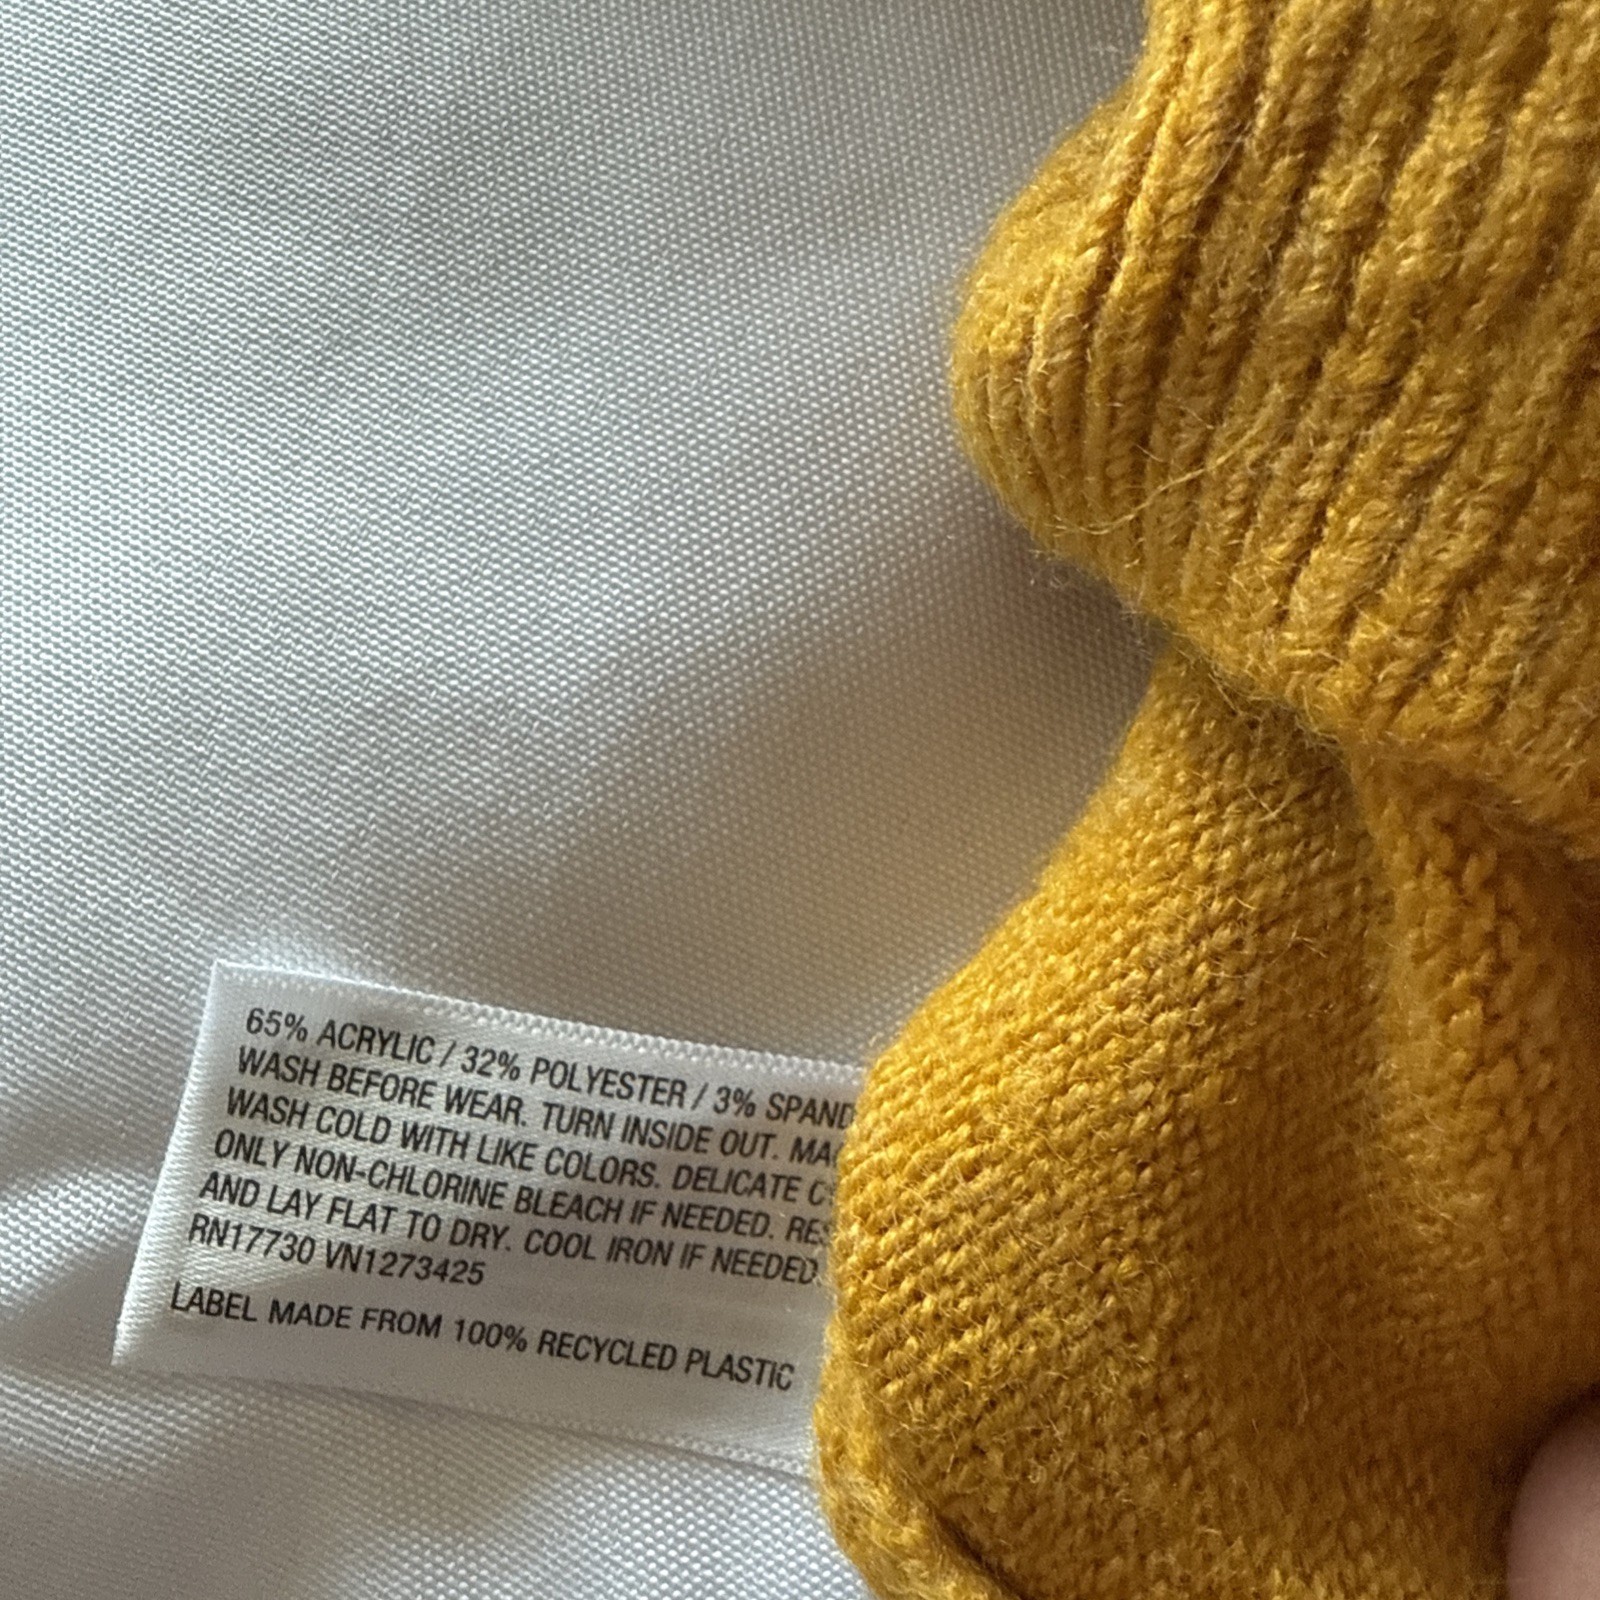 65% ACRYLIC / 32% POLYESTER / 3% SPAND
WASH BEFORE WEAR. TURN INSIDE OUT. MA
WASH COLD WITH LIKE COLORS. DELICATE C
ONLY NON-CHLORINE BLEACH IF NEEDED. RES
AND LAY FLAT TO DRY. COOL IRON IF NEEDED.
RN17730 VN1273425
LABEL MADE FROM 100% RECYCLED PLASTIC